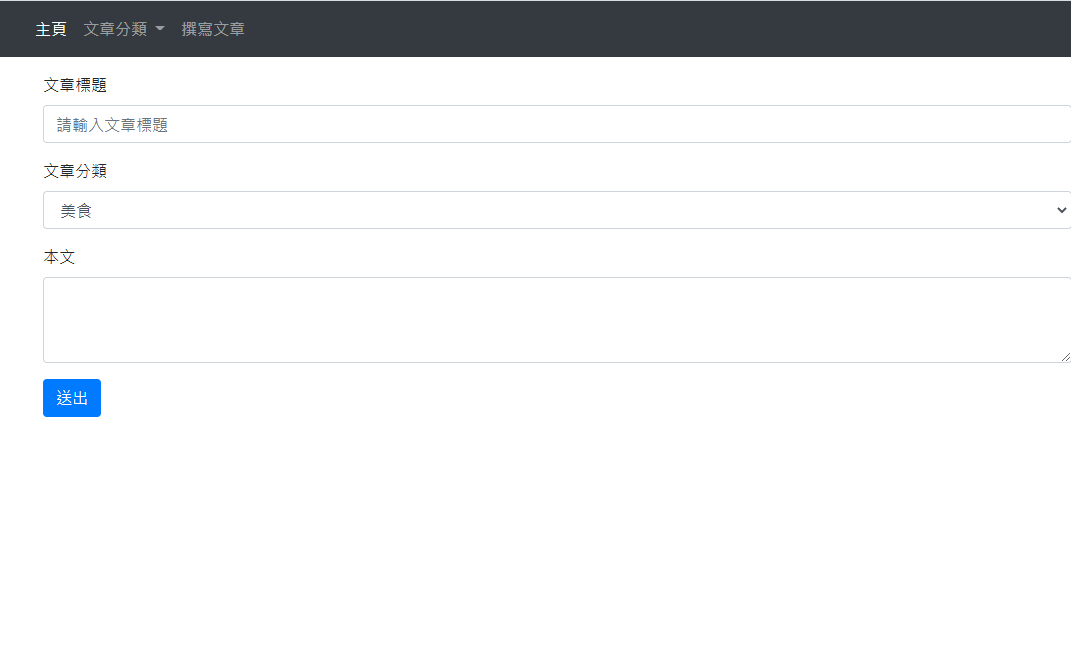 主頁 文章分類 撰寫文章
文章標題
請輸入文章標題
文章分類
美食
本文
送出